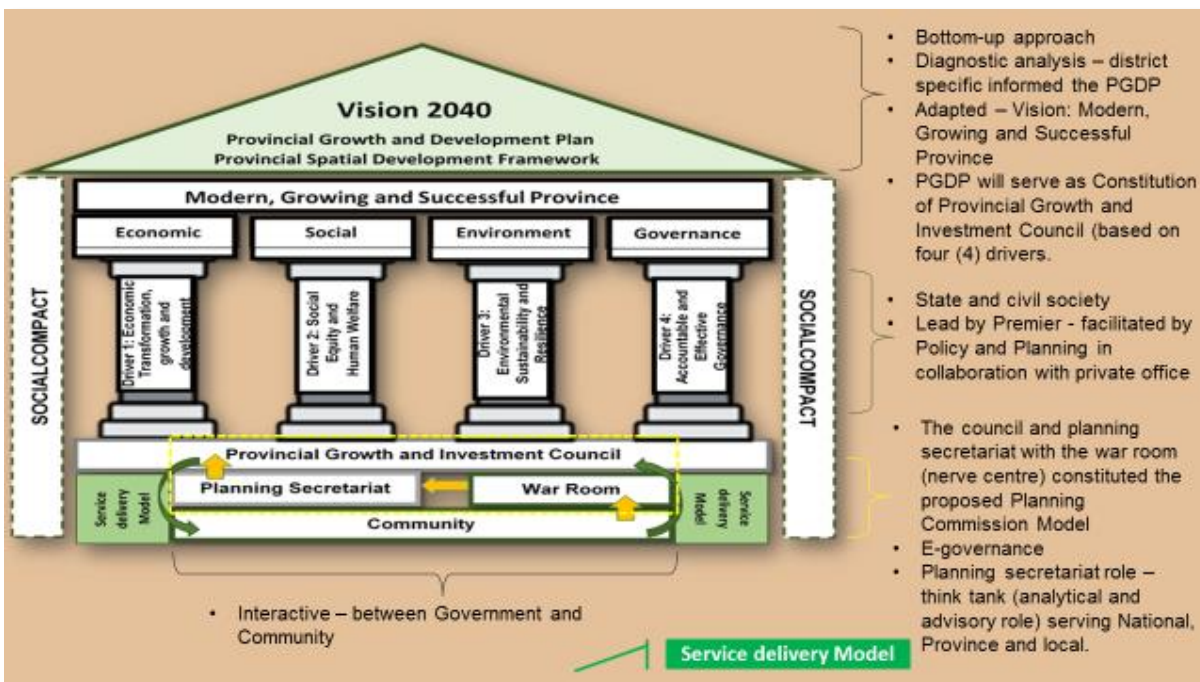 Vision 2040
Provincial Growth and Development Plan
Provincial Spatial Development Framework
Modern, Growing and Successful Province
Economic
Social
Environment
Governance
SOCIALCOMPACT
Driver 1: Economic
Transformation,
growth and
development
Driver 2: Social
Equity and
Human Welfare
Driver 3:
Environmental
Sustainability and
Resilience
Driver 4:
Accountable and
Effective
Governance
SOCIALCOMPACT
Provincial Growth and Investment Council
Service
delivery
Model
Planning Secretariat
War Room
Service
delivery
Model
Community
• Interactive – between Government and
Community
Service delivery Model
• Bottom-up approach
• Diagnostic analysis – district
specific informed the PGDP
• Adapted – Vision: Modern,
Growing and Successful
Province
• PGDP will serve as Constitution
of Provincial Growth and
Investment Council (based on
four (4) drivers.
• State and civil society
• Lead by Premier - facilitated by
Policy and Planning in
collaboration with private office
• The council and planning
secretariat with the war room
(nerve centre) constituted the
proposed Planning
Commission Model
• E-governance
• Planning secretariat role –
think tank (analytical and
advisory role) serving National,
Province and local.